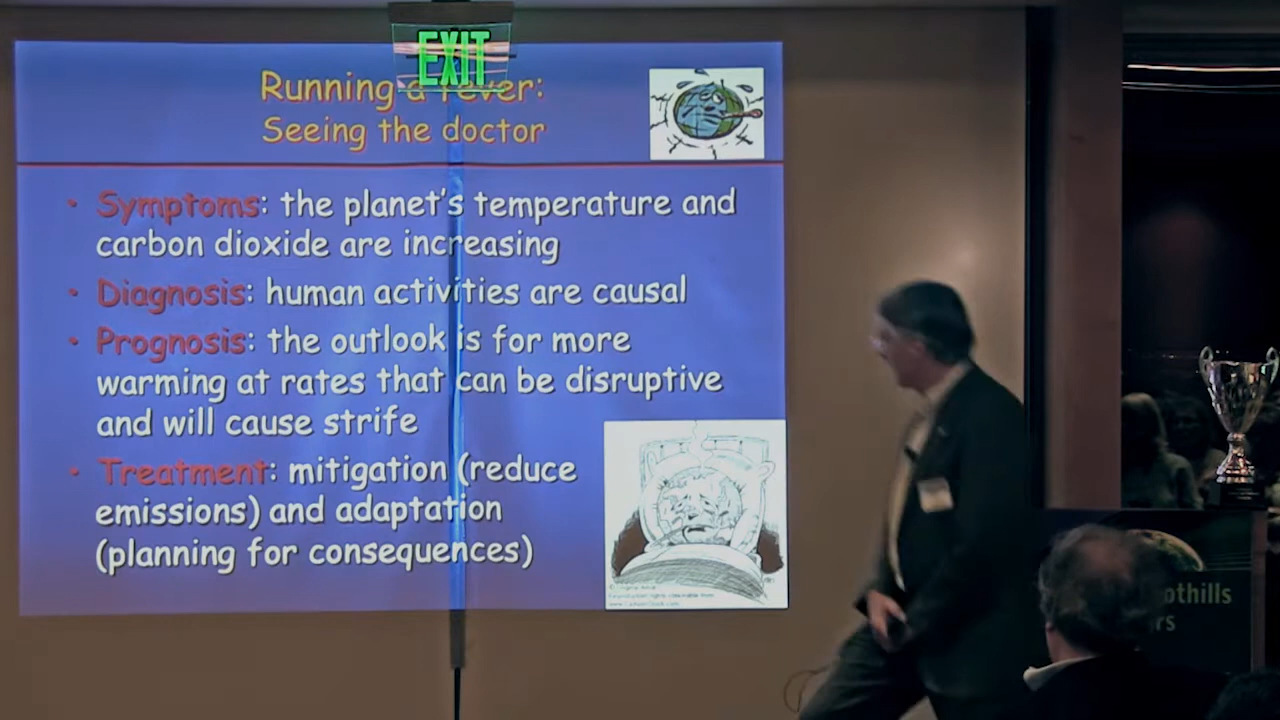 EXIT
Running a fever:
Seeing the doctor
• Symptoms: the planet's temperature and
carbon dioxide are increasing
• Diagnosis: human activities are causal
• Prognosis: the outlook is for more
warming at rates that can be disruptive
and will cause strife
• Treatment: mitigation (reduce
emissions) and adaptation
(planning for consequences)
othills
rs